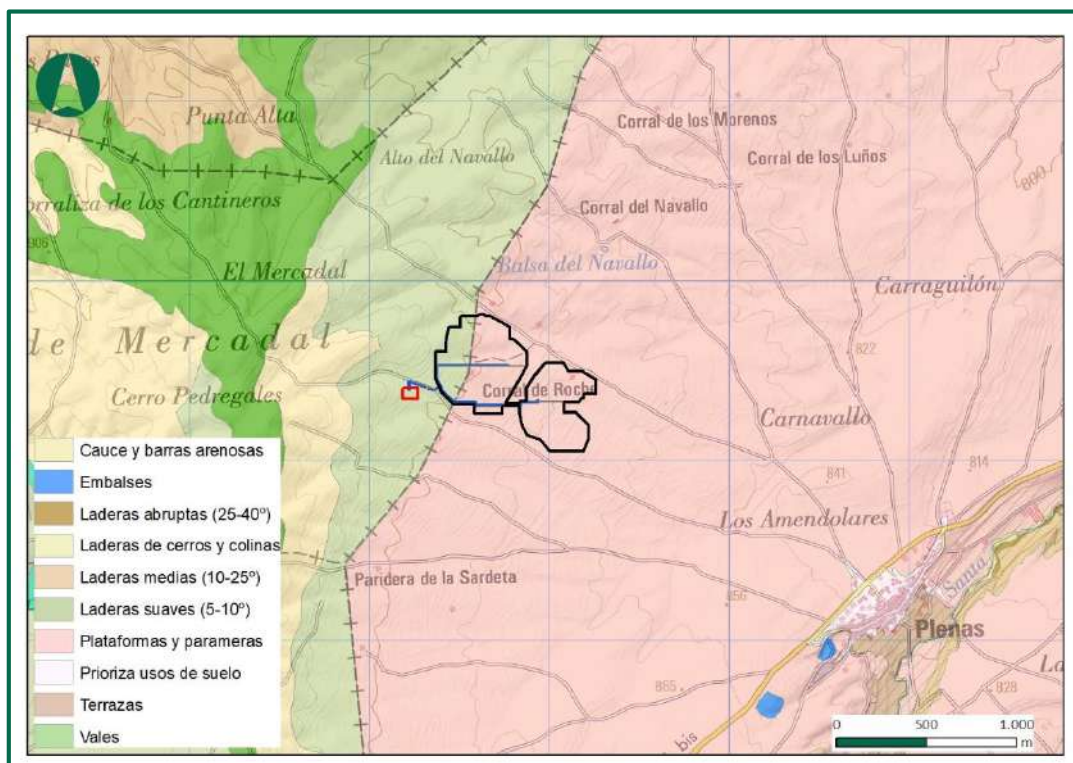 Punta Alta
Corral de los Morenos
Alto del Navallo
Corral de los Luños
800
orraliza de los Cantineros
Corral del Navallo
906
El Mercadal
Balsa del Navallo
Carraguilón
de Mercadal
822
Cerro Pedregales
Corral de Roche
Carnavallo
841
814
Los Amendolares
Paridera de la Sardeta
856
Santa
Plenas
La
865
828
bis
Cauce y barras arenosas
Embalses
Laderas abruptas (25-40º)
Laderas de cerros y colinas
Laderas medias (10-25º)
Laderas suaves (5-10º)
Plataformas y parameras
Prioriza usos de suelo
Terrazas
Vales
0 500 1.000
m